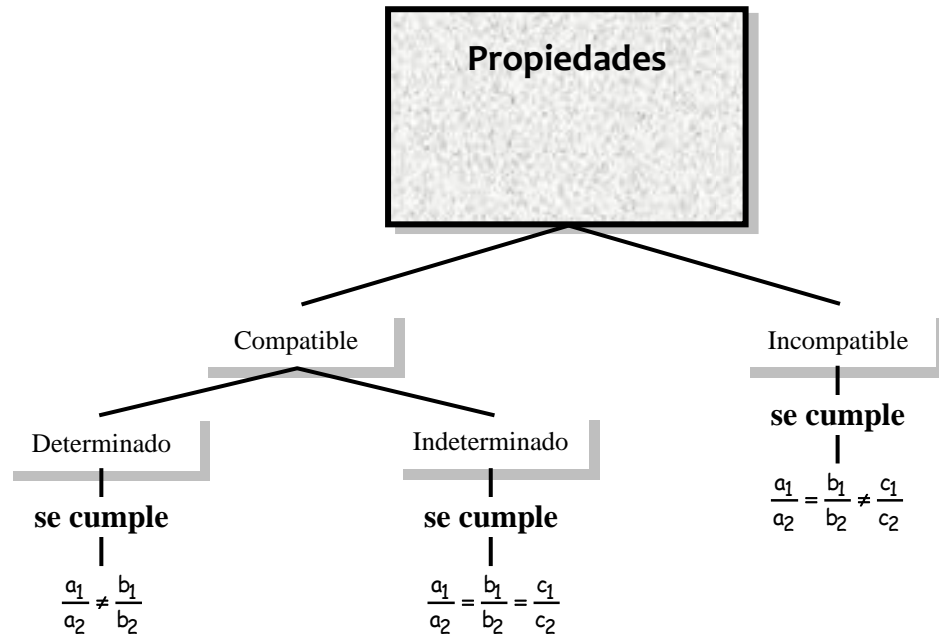 Propiedades
Compatible
Incompatible
Determinado
Indeterminado
se cumple
se cumple
se cumple
a₁/a₂ = b₁/b₂ ≠ c₁/c₂
a₁/a₂ ≠ b₁/b₂
a₁/a₂ = b₁/b₂ = c₁/c₂